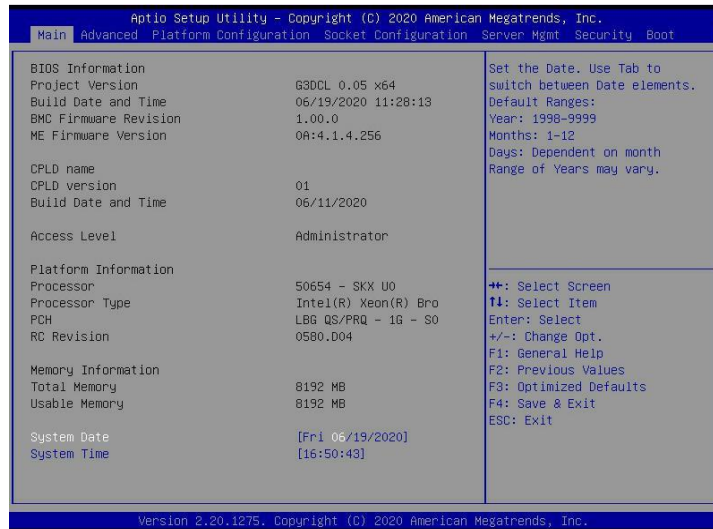 Aptio Setup Utility - Copyright (C) 2020 American Megatrends, Inc.
Main Advanced Platform Configuration Socket Configuration Server Mgmt Security Boot
BIOS Information
Project Version G3DCL 0.05 x64
Build Date and Time 06/19/2020 11:28:13
BMC Firmware Revision 1.00.0
ME Firmware Version 0A:4.1.4.256
CPLD name
CPLD version 01
Build Date and Time 06/11/2020
Access Level Administrator
Platform Information
Processor 50654 - SKX U0
Processor Type Intel(R) Xeon(R) Bro
PCH LBG QS/PRQ - 1G - S0
RC Revision 0580.D04
Memory Information
Total Memory 8192 MB
Usable Memory 8192 MB
System Date [Fri 06/19/2020]
System Time [16:50:43]
Set the Date. Use Tab to
switch between Date elements.
Default Ranges:
Year: 1998-9999
Months: 1-12
Days: Dependent on month
Range of Years may vary.
→←: Select Screen
↑↓: Select Item
Enter: Select
+/-: Change Opt.
F1: General Help
F2: Previous Values
F3: Optimized Defaults
F4: Save & Exit
ESC: Exit
Version 2.20.1275. Copyright (C) 2020 American Megatrends, Inc.